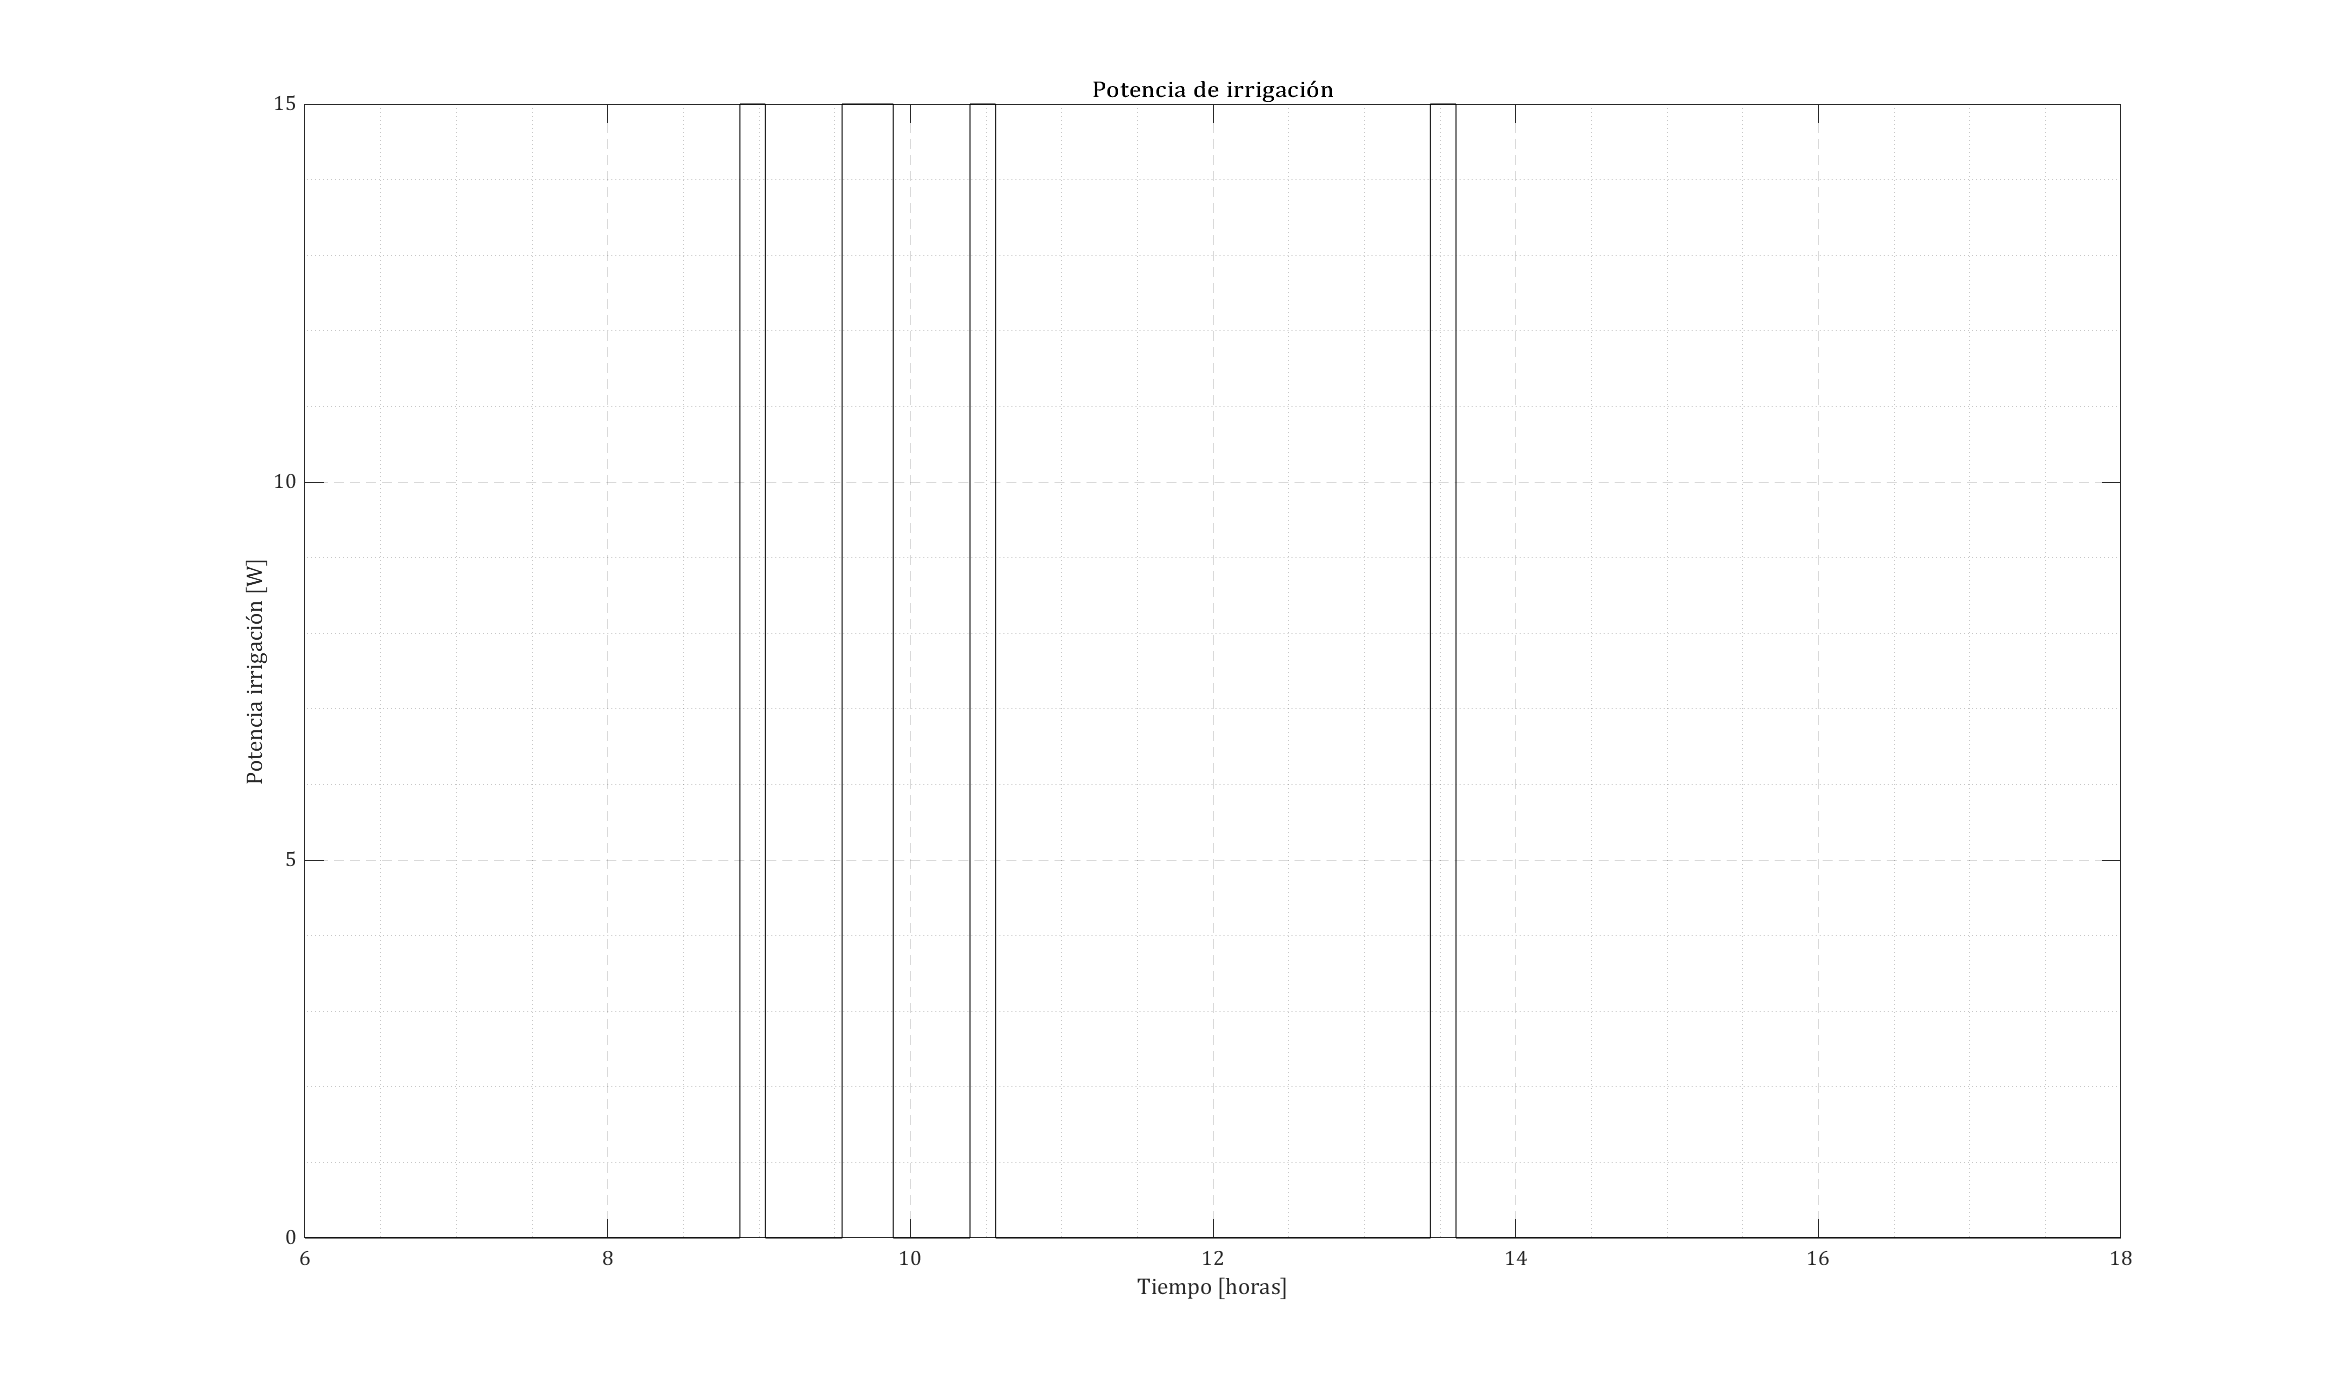 Potencia de irrigación
15
10
5
0
Potencia irrigación [W]
6 8 10 12 14 16 18
Tiempo [horas]